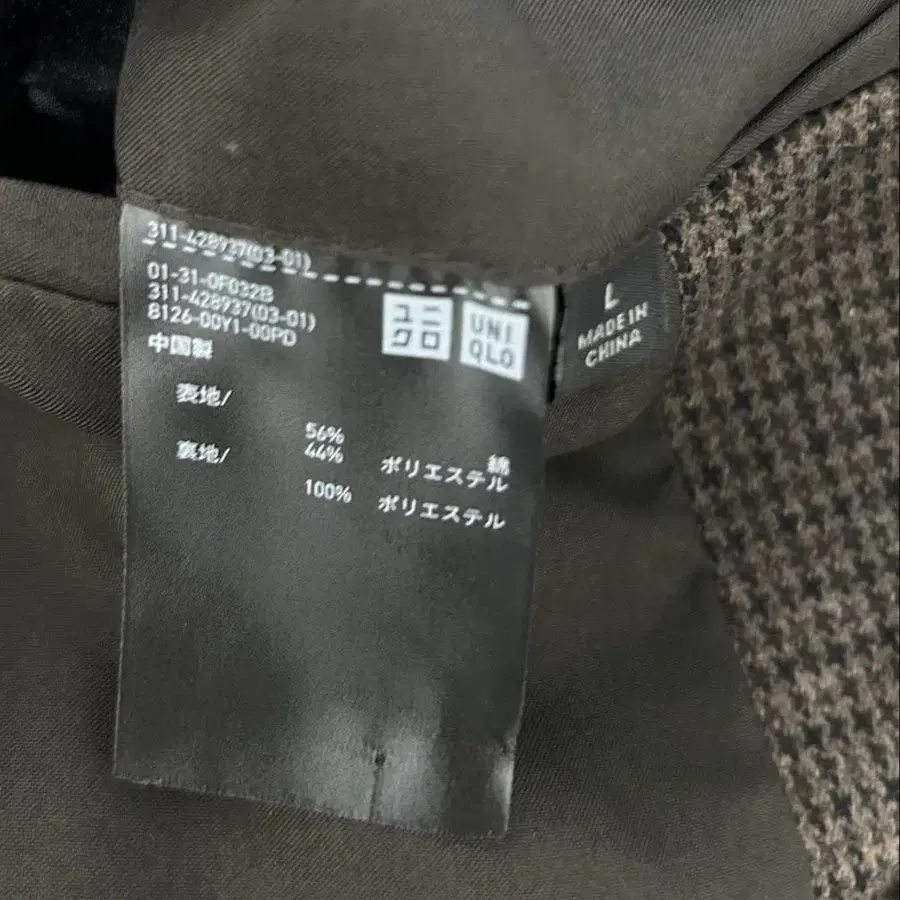 311-428937(03-01)
01-31-0F032B
311-428937(03-01)
8126-00Y1-00PD
中国製
ユニ
クロ
UNI
QLO
L
MADE IN
CHINA
表地/
56% 綿
44% ポリエステル
裏地/
100% ポリエステル